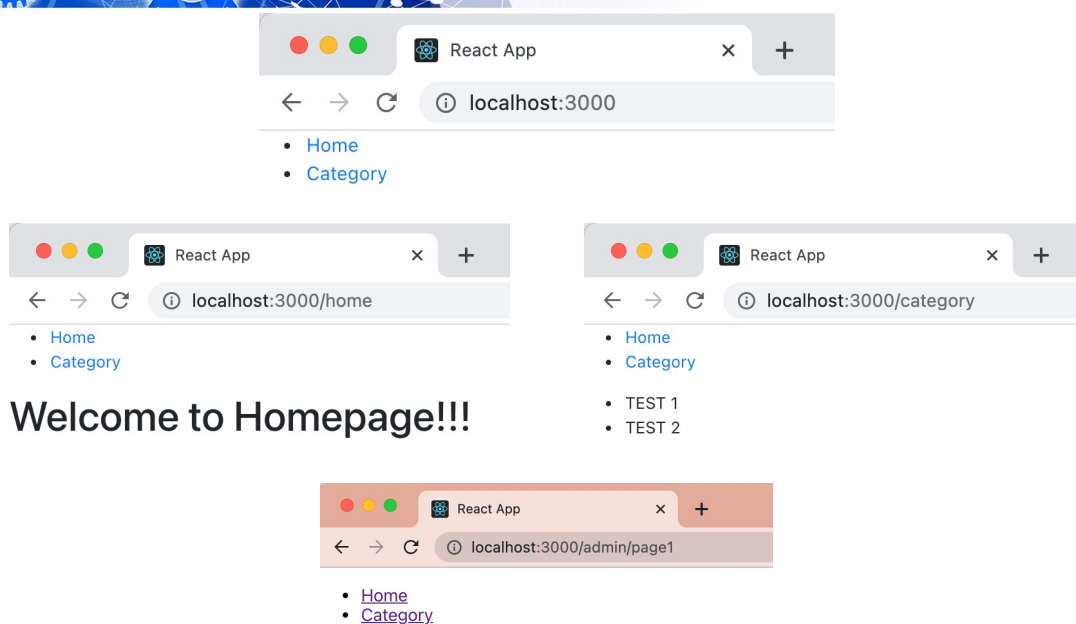 React App
localhost:3000
Home
Category
React App
localhost:3000/home
Home
Category
Welcome to Homepage!!!
React App
localhost:3000/category
Home
Category
TEST 1
TEST 2
React App
localhost:3000/admin/page1
Home
Category